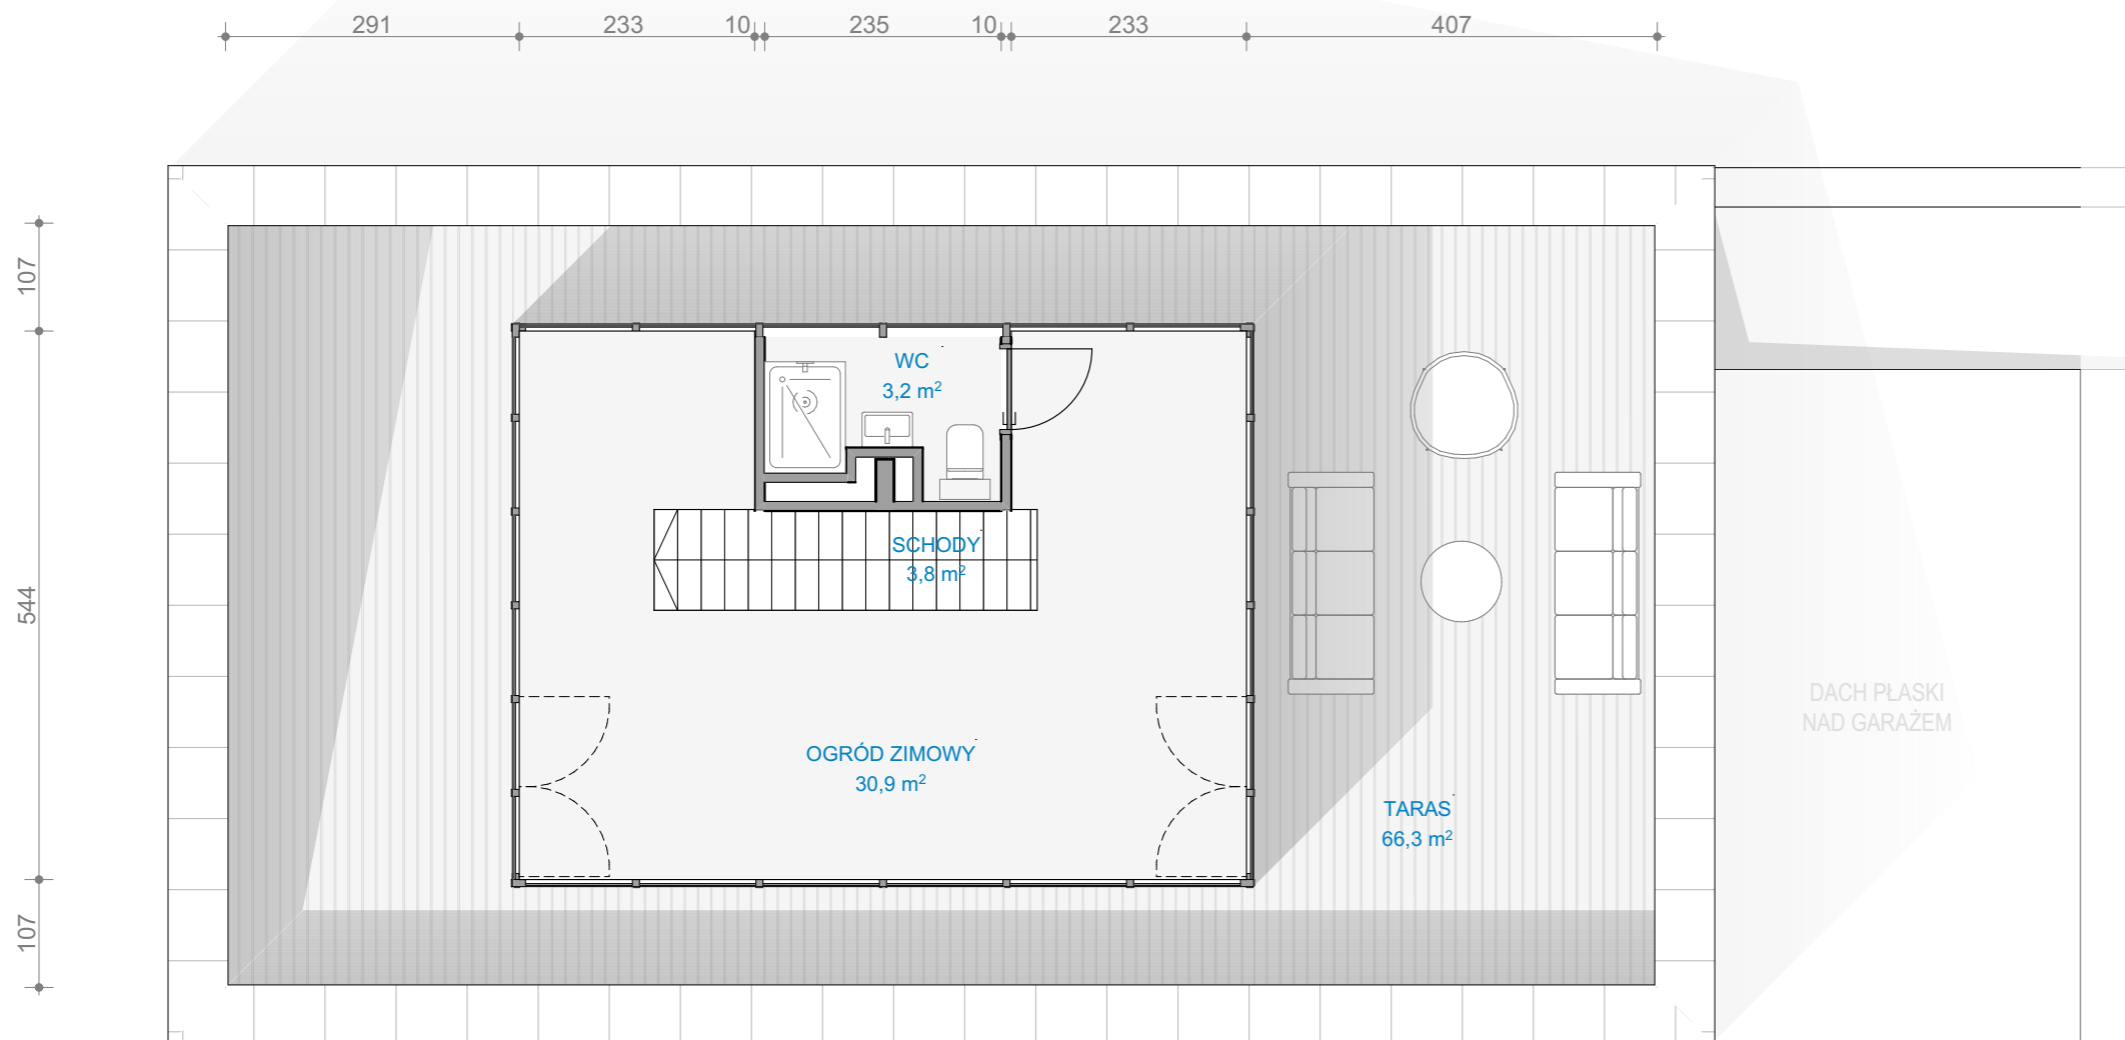 291 233 10 235 10 233 407
107
544
107
WC
3,2 m²
SCHODY
3,8 m²
OGRÓD ZIMOWY
30,9 m²
TARAS
66,3 m²
DACH PŁASKI
NAD GARAŻEM